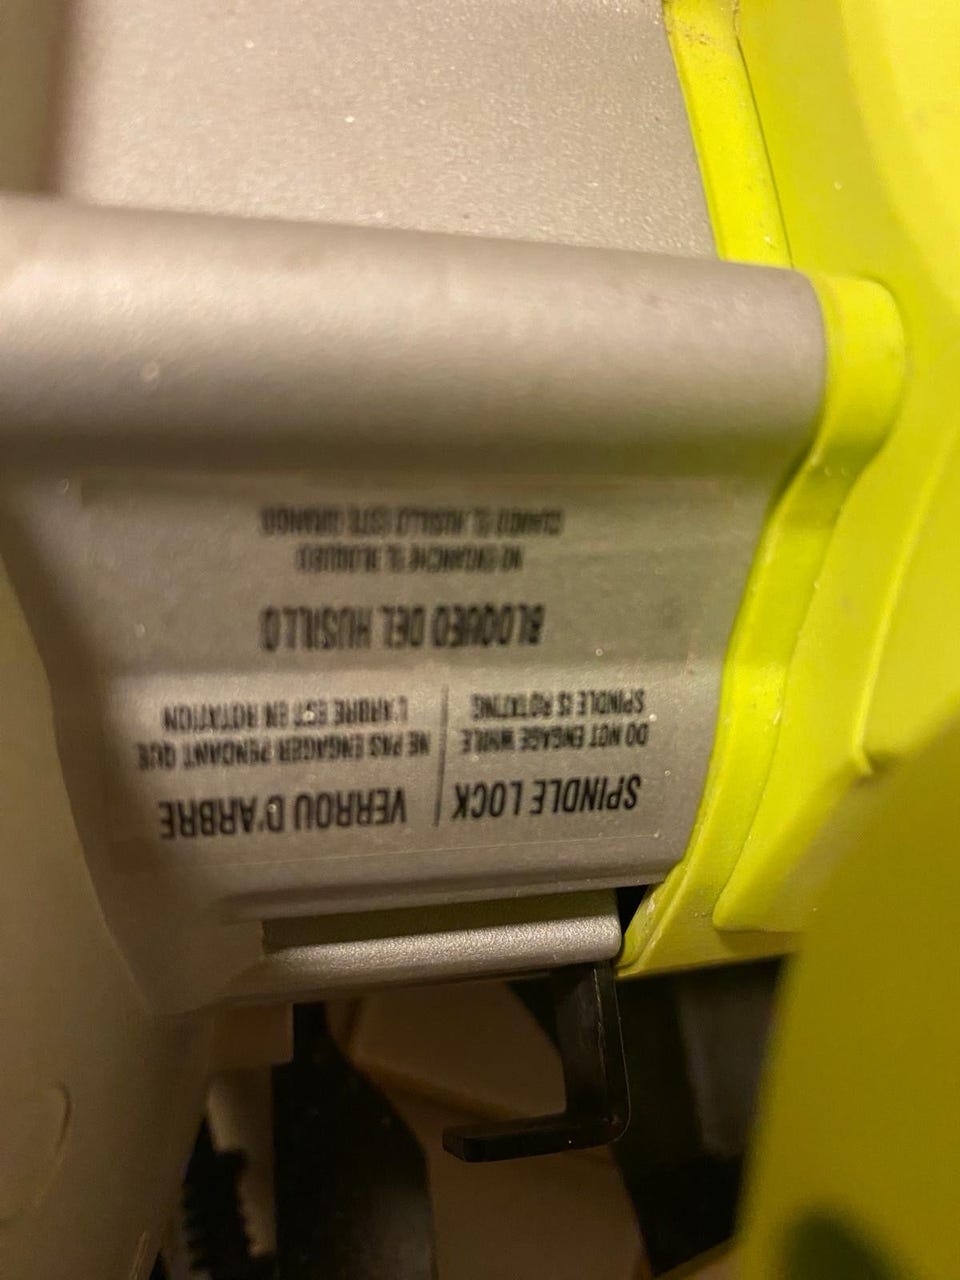 SPINDLE LOCK
DO NOT ENGAGE WHILE
SPINDLE IS ROTATING
VERROU D'ARBRE
NE PAS ENGAGER PENDANT QUE
L'ARBRE EST EN ROTATION
BLOQUEO DEL HUSILLO
NO ENGANCHE EL BLOQUEO
CUANDO EL HUSILLO ESTE GIRANDO